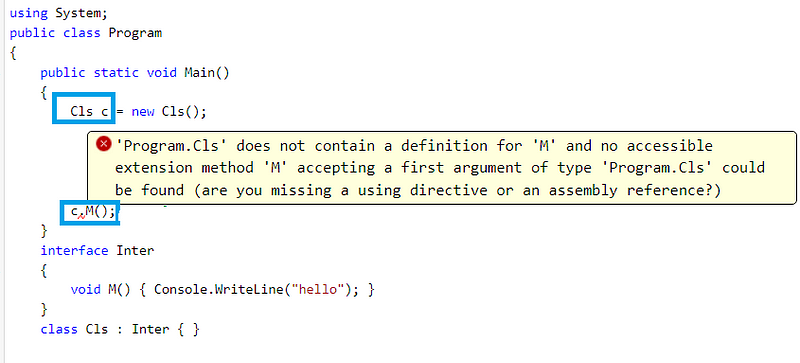 using System;
public class Program
{
public static void Main()
{
Cls c = new Cls();
'Program.Cls' does not contain a definition for 'M' and no accessible
extension method 'M' accepting a first argument of type 'Program.Cls' could
be found (are you missing a using directive or an assembly reference?)
c.M();
}
interface Inter
{
void M() { Console.WriteLine("hello"); }
}
class Cls : Inter { }